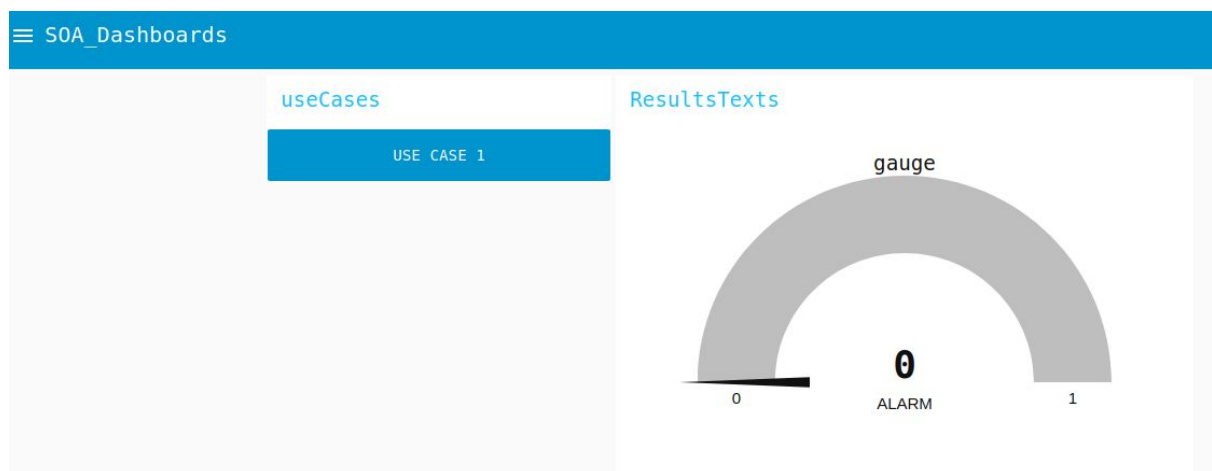 SOA_Dashboards
useCases
USE CASE 1
ResultsTexts
gauge
0
ALARM
0
1